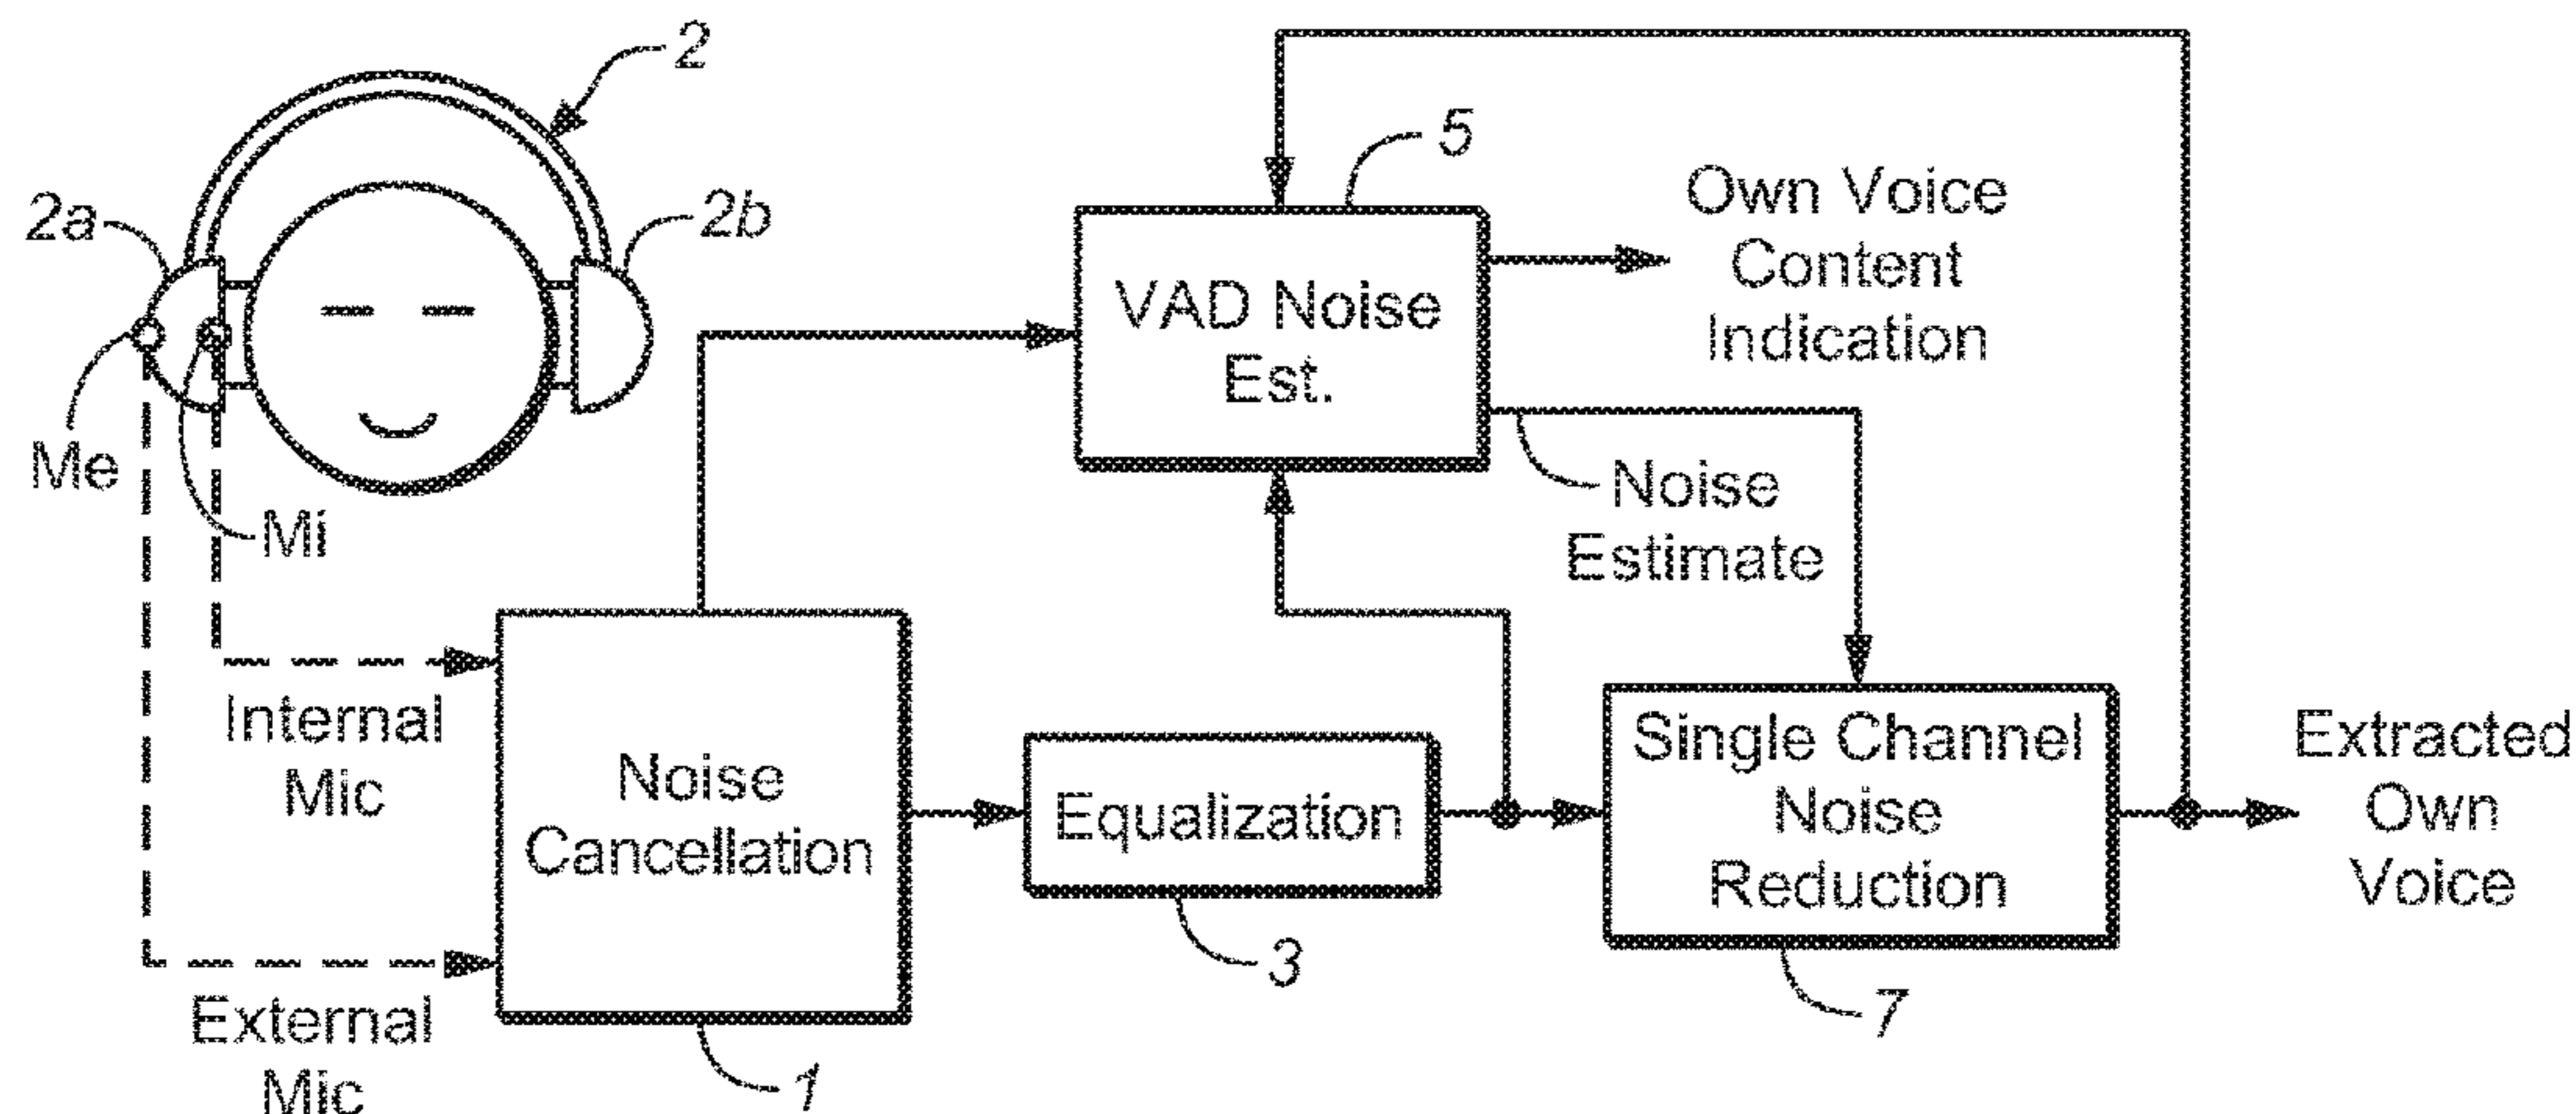 2
2a
2b
Me
Mi
5
VAD Noise
Est.
Own Voice
Content
Indication
Noise
Estimate
Internal
Mic
External
Mic
Noise
Cancellation
1
Equalization
3
Single Channel
Noise
Reduction
7
Extracted
Own
Voice